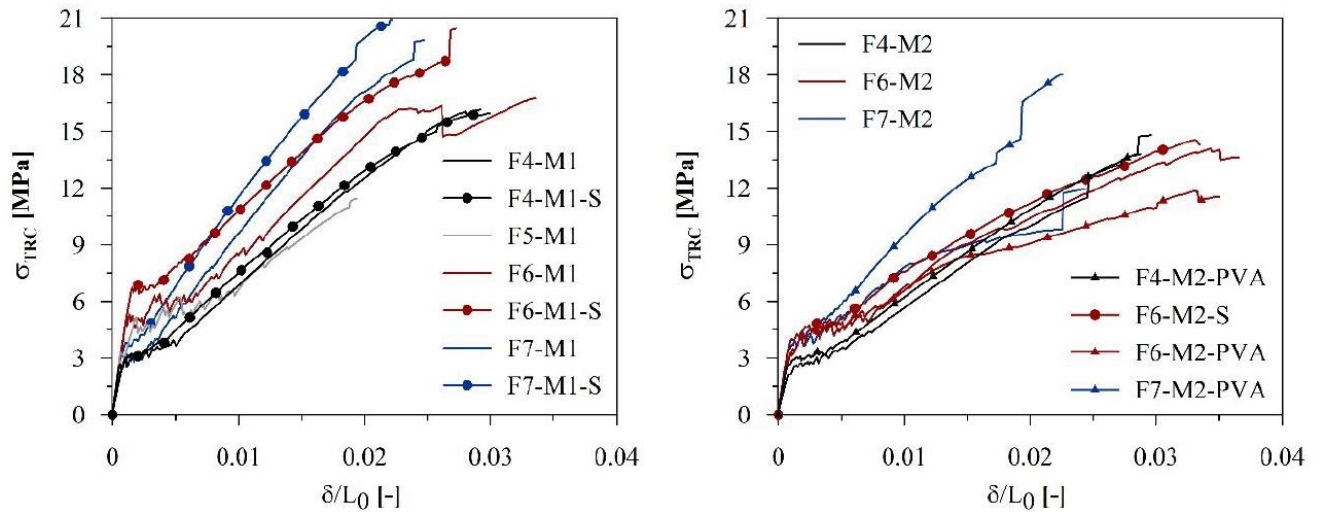 21
18
15
12
9
6
3
0
σTRC [MPa]
F4-M1
F4-M1-S
F5-M1
F6-M1
F6-M1-S
F7-M1
F7-M1-S
0
0.01
0.02
0.03
0.04
δ/L0 [-]
21
18
15
12
9
6
3
0
σTRC [MPa]
F4-M2
F6-M2
F7-M2
F4-M2-PVA
F6-M2-S
F6-M2-PVA
F7-M2-PVA
0
0.01
0.02
0.03
0.04
δ/L0 [-]